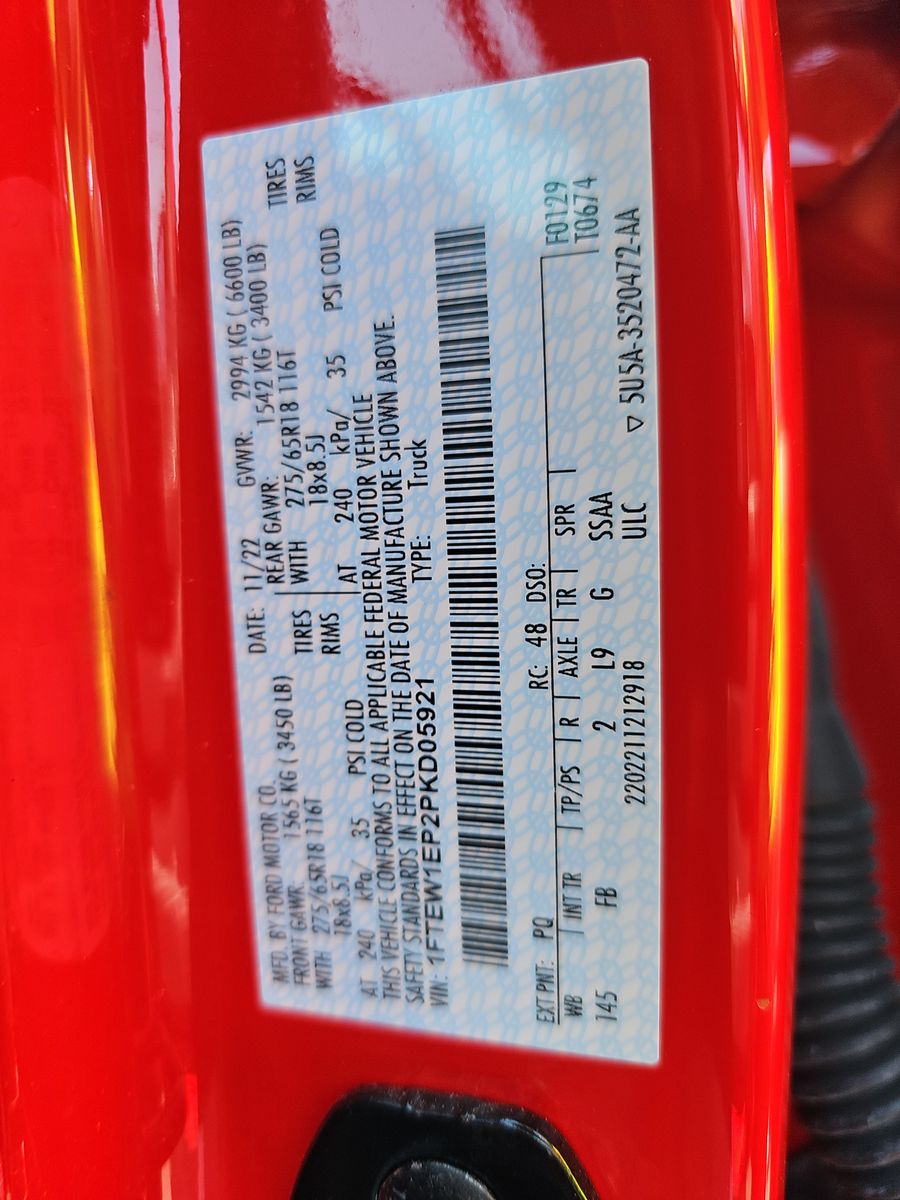 MFD. BY FORD MOTOR CO. DATE: 11/22 GVWR: 2994 KG ( 6600 LB)
FRONT GAWR: 1565 KG ( 3450 LB) REAR GAWR: 1542 KG ( 3400 LB)
WITH 275/65R18 116T TIRES WITH 275/65R18 116T TIRES
18x8.5J RIMS 18x8.5J RIMS
AT 240 kPa/ 35 PSI COLD AT 240 kPa/ 35 PSI COLD
THIS VEHICLE CONFORMS TO ALL APPLICABLE FEDERAL MOTOR VEHICLE
SAFETY STANDARDS IN EFFECT ON THE DATE OF MANUFACTURE SHOWN ABOVE.
VIN: 1FTEW1EP2PKD05921 TYPE: Truck
EXT PNT: PQ RC: 48 DSO: F0129
WB INT TR TP/PS R AXLE TR SPR T0674
145 FB 2 L9 G SSAA
2202211212918 ULC ▽ 5U5A-3520472-AA